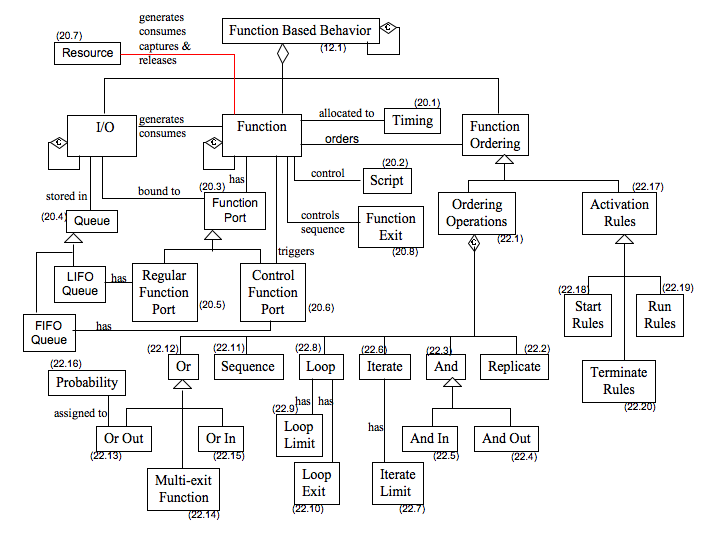 generates
consumes
captures &
releases
(20.7)
Resource
Function Based Behavior
C
(12.1)
I/O
C
generates
consumes
Function
C
allocated to
(20.1)
Timing
orders
Function
Ordering
has
control
(20.2)
Script
stored in
bound to
(20.3)
Function
Port
(20.4)
Queue
controls
sequence
Function
Exit
(20.8)
Ordering
Operations
(22.1)
C
(22.17)
Activation
Rules
triggers
LIFO
Queue
has
Regular
Function
Port
(20.5)
Control
Function
Port
(20.6)
FIFO
Queue
has
(22.18)
Start
Rules
(22.19)
Run
Rules
Terminate
Rules
(22.20)
(22.12)
Or
(22.11)
Sequence
(22.8)
Loop
(22.6)
Iterate
(22.3)
And
(22.2)
Replicate
(22.16)
Probability
assigned to
Or Out
(22.13)
Or In
(22.15)
Multi-exit
Function
(22.14)
has
has
(22.9)
Loop
Limit
Loop
Exit
(22.10)
has
Iterate
Limit
(22.7)
And In
(22.5)
And Out
(22.4)